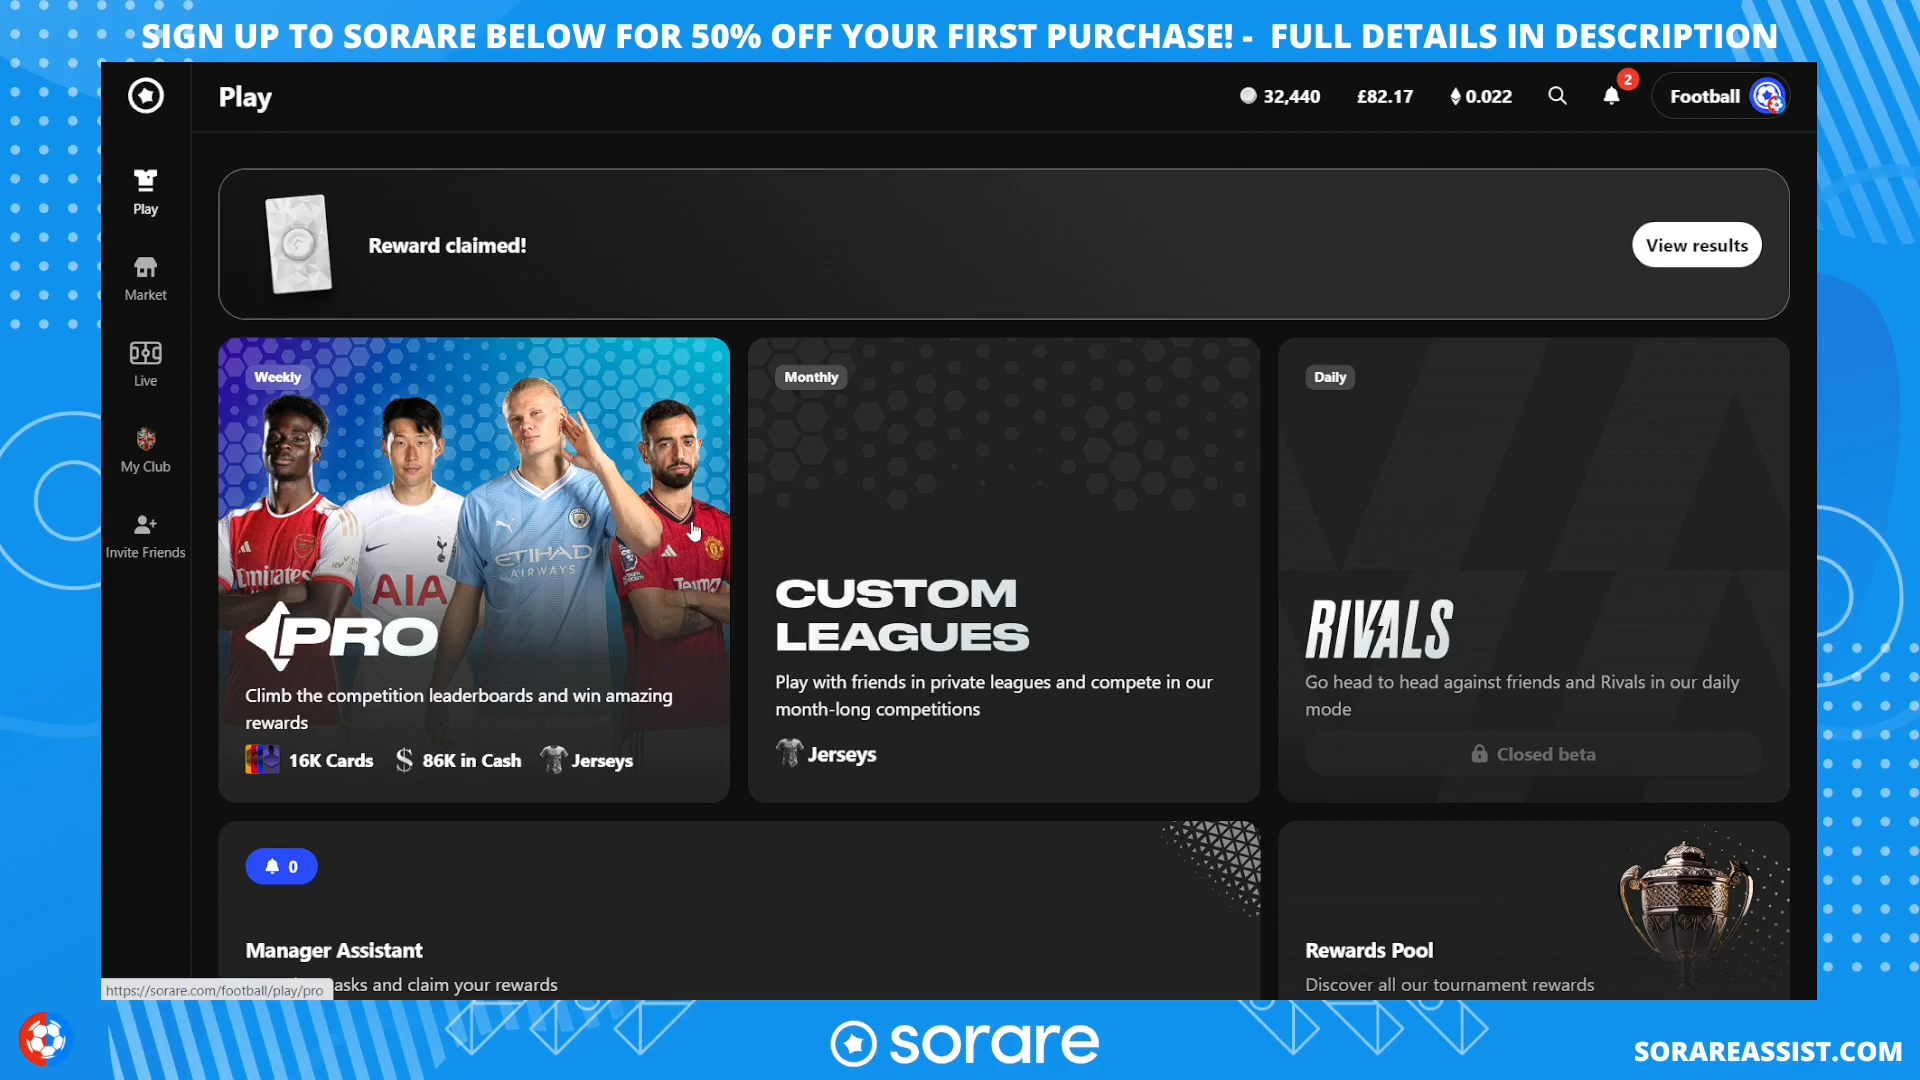 SIGN UP TO SORARE BELOW FOR 50% OFF YOUR FIRST PURCHASE! - FULL DETAILS IN DESCRIPTION
Play
32,440
£82.17
0.022
2
Football
Play
Market
Live
My Club
Invite Friends
Reward claimed!
View results
Weekly
Emirates
AIA
ETIHAD
AIRWAYS
PRO
Climb the competition leaderboards and win amazing
rewards
16K Cards
$ 86K in Cash
Jerseys
Monthly
CUSTOM
LEAGUES
Play with friends in private leagues and compete in our
month-long competitions
Jerseys
Daily
RIVALS
Go head to head against friends and Rivals in our daily
mode
Closed beta
0
Manager Assistant
asks and claim your rewards
Rewards Pool
Discover all our tournament rewards
https://sorare.com/football/play/pro
sorare
SORAREASSIST.COM